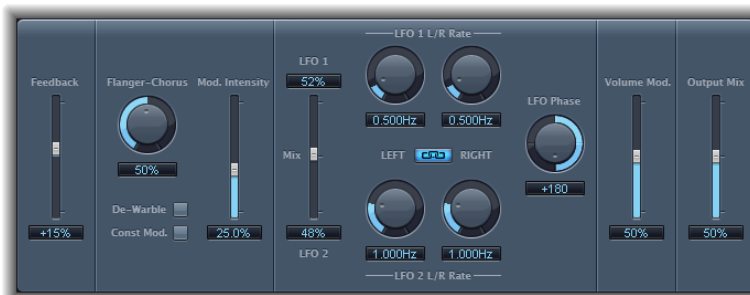 LFO 1 L/R Rate
Feedback
Flanger-Chorus
Mod. Intensity
LFO 1
52%
Volume Mod.
Output Mix
LFO Phase
0.500Hz
0.500Hz
Mix
LEFT
RIGHT
50%
+180
De-Warble
Const Mod.
+15%
25.0%
48%
50%
50%
LFO 2
1.000Hz
1.000Hz
LFO 2 L/R Rate